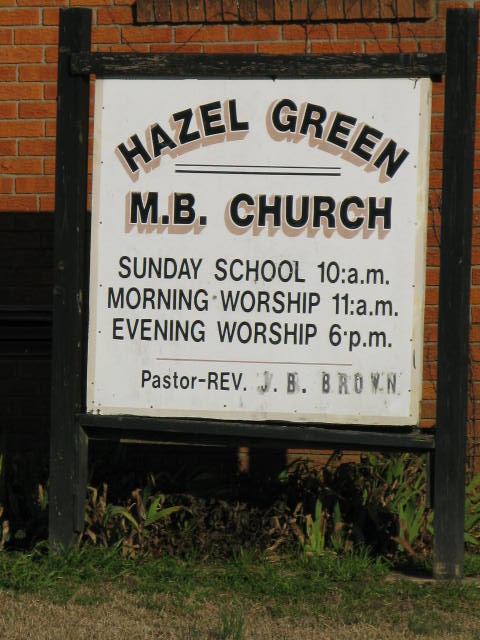 HAZEL GREEN
M.B. CHURCH
SUNDAY SCHOOL 10:a.m.
MORNING WORSHIP 11:a.m.
EVENING WORSHIP 6:p.m.
Pastor-REV. J. B. BROWN